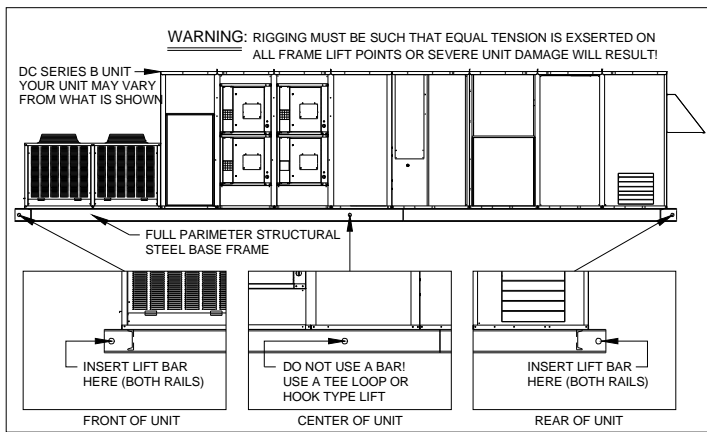 WARNING: RIGGING MUST BE SUCH THAT EQUAL TENSION IS EXSERTED ON
ALL FRAME LIFT POINTS OR SEVERE UNIT DAMAGE WILL RESULT!
DC SERIES B UNIT
YOUR UNIT MAY VARY
FROM WHAT IS SHOWN
FULL PARIMETER STRUCTURAL
STEEL BASE FRAME
INSERT LIFT BAR
HERE (BOTH RAILS)
FRONT OF UNIT
DO NOT USE A BAR!
USE A TEE LOOP OR
HOOK TYPE LIFT
CENTER OF UNIT
INSERT LIFT BAR
HERE (BOTH RAILS)
REAR OF UNIT